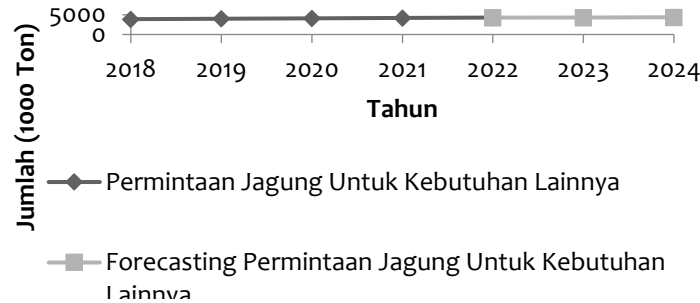 5000
0
2018 2019 2020 2021 2022 2023 2024
Tahun
Jumlah (1000 Ton)
Permintaan Jagung Untuk Kebutuhan Lainnya
Forecasting Permintaan Jagung Untuk Kebutuhan
Lainnya